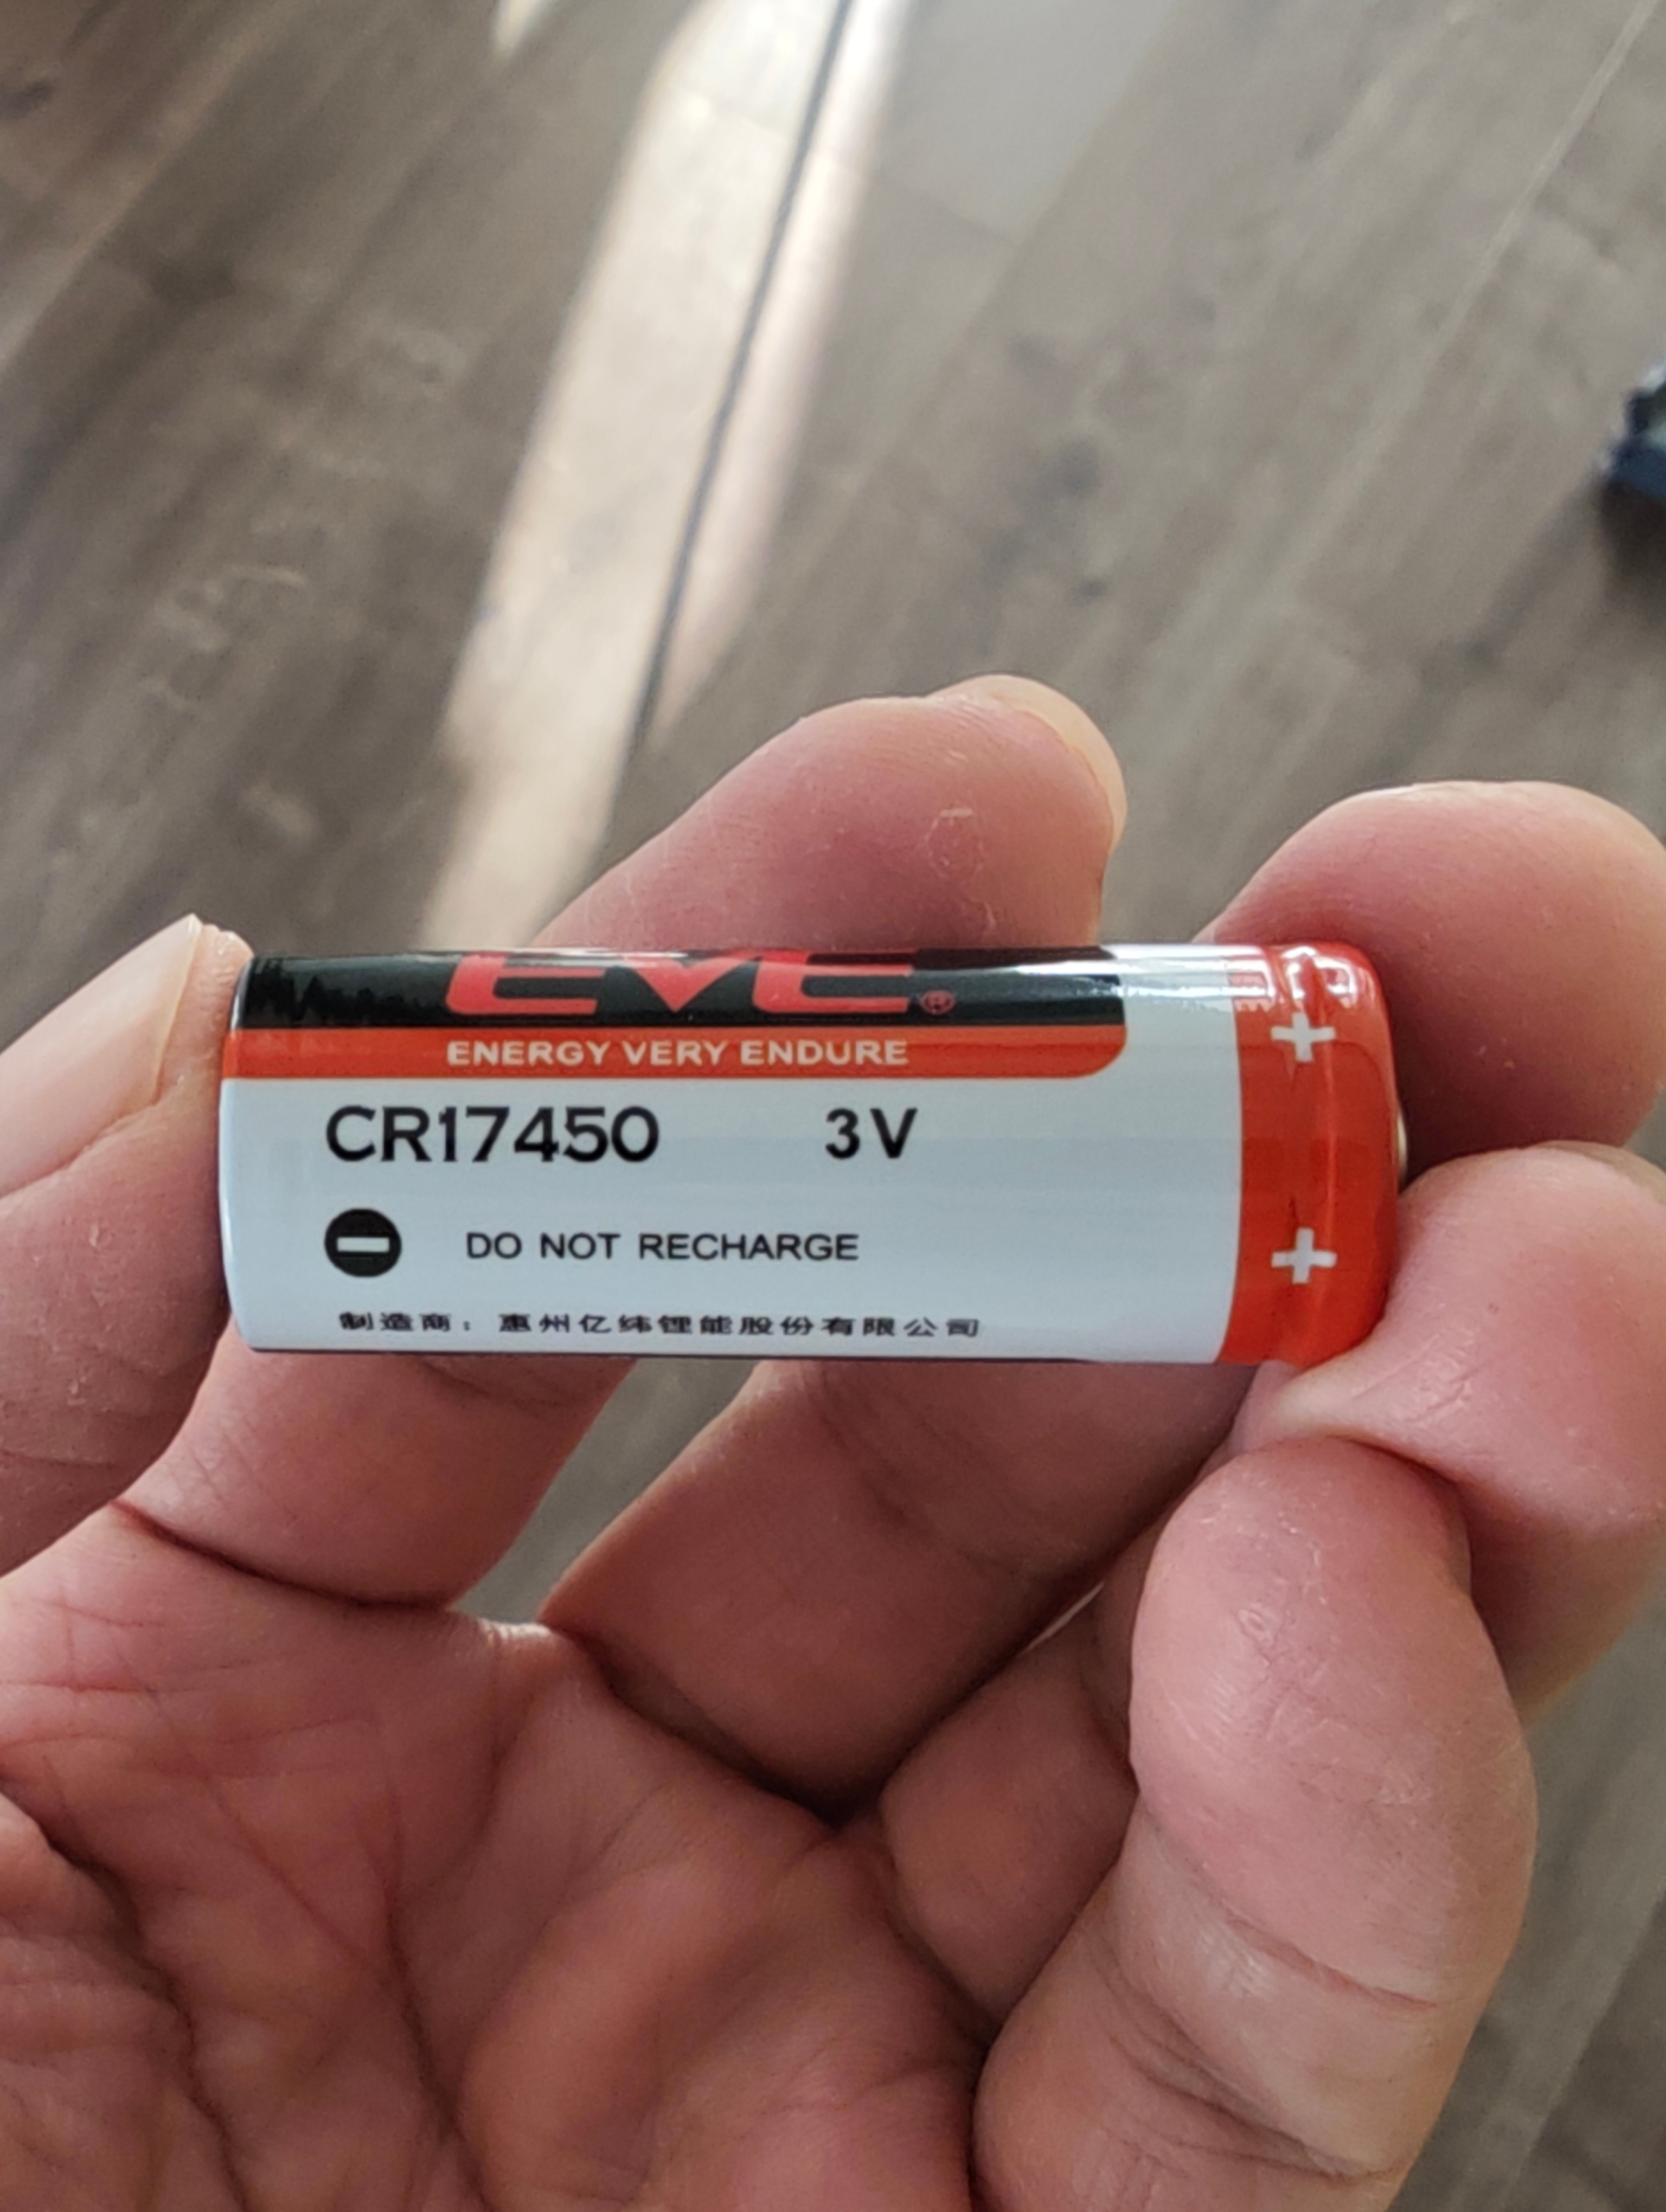 EVE®
ENERGY VERY ENDURE
CR17450 3V
DO NOT RECHARGE
制造商：惠州亿纬锂能股份有限公司
+
+